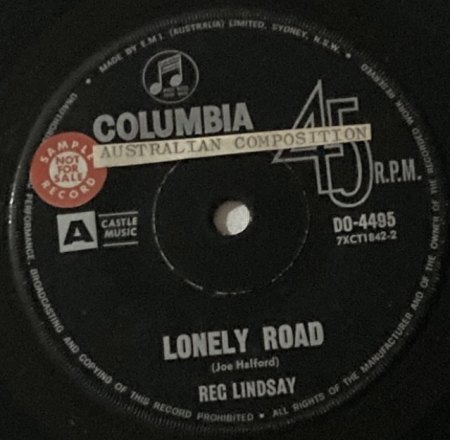 MADE BY E.M.I. (AUSTRALIA) LIMITED, SYDNEY, N.S.W.
COLUMBIA
AUSTRALIAN COMPOSITION
45
R.P.M.
SAMPLE
NOT
FOR
SALE
RECORD
A
CASTLE
MUSIC
DO-4495
7XCT1842-2
LONELY ROAD
(Joe Halford)
REG LINDSAY
PERFORMANCE, BROADCASTING AND COPYING OF THIS RECORD PROHIBITED • ALL RIGHTS OF THE MANUFACTURER AND OF THE OWNER OF THE RECORDED WORK RESERVED